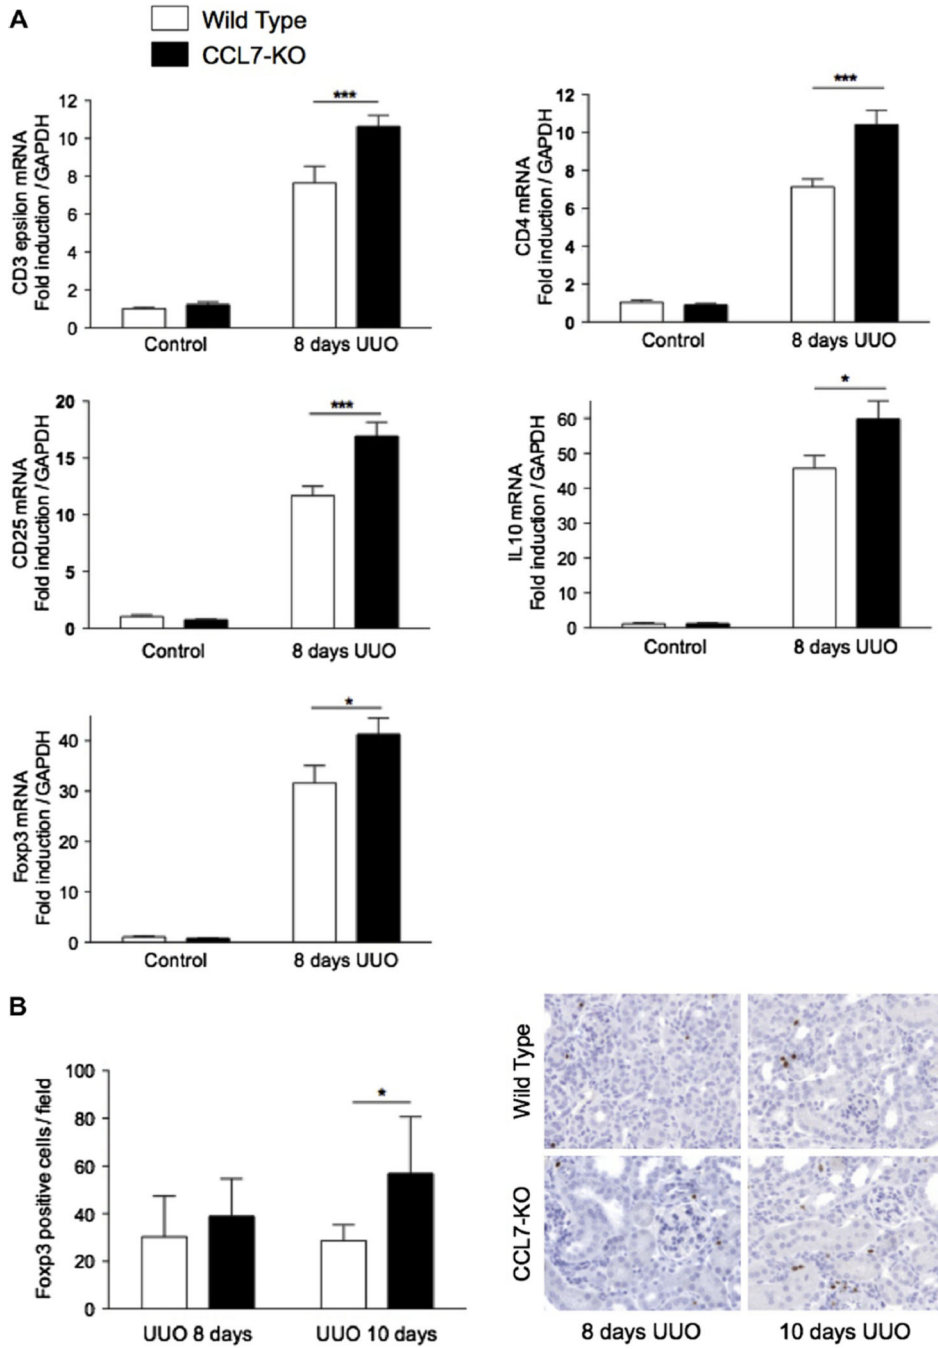 A
Wild Type
CCL7-KO
CD3 epsilon mRNA
Fold induction / GAPDH
12
10
8
6
4
2
0
***
Control
8 days UUO
CD4 mRNA
Fold induction / GAPDH
12
10
8
6
4
2
0
***
Control
8 days UUO
CD25 mRNA
Fold induction / GAPDH
20
15
10
5
0
***
Control
8 days UUO
IL10 mRNA
Fold induction / GAPDH
60
50
40
30
20
10
0
*
Control
8 days UUO
Foxp3 mRNA
Fold induction / GAPDH
40
30
20
10
0
*
Control
8 days UUO
B
Foxp3 positive cells / field
100
80
60
40
20
0
*
UUO 8 days
UUO 10 days
Wild Type
CCL7-KO
8 days UUO
10 days UUO